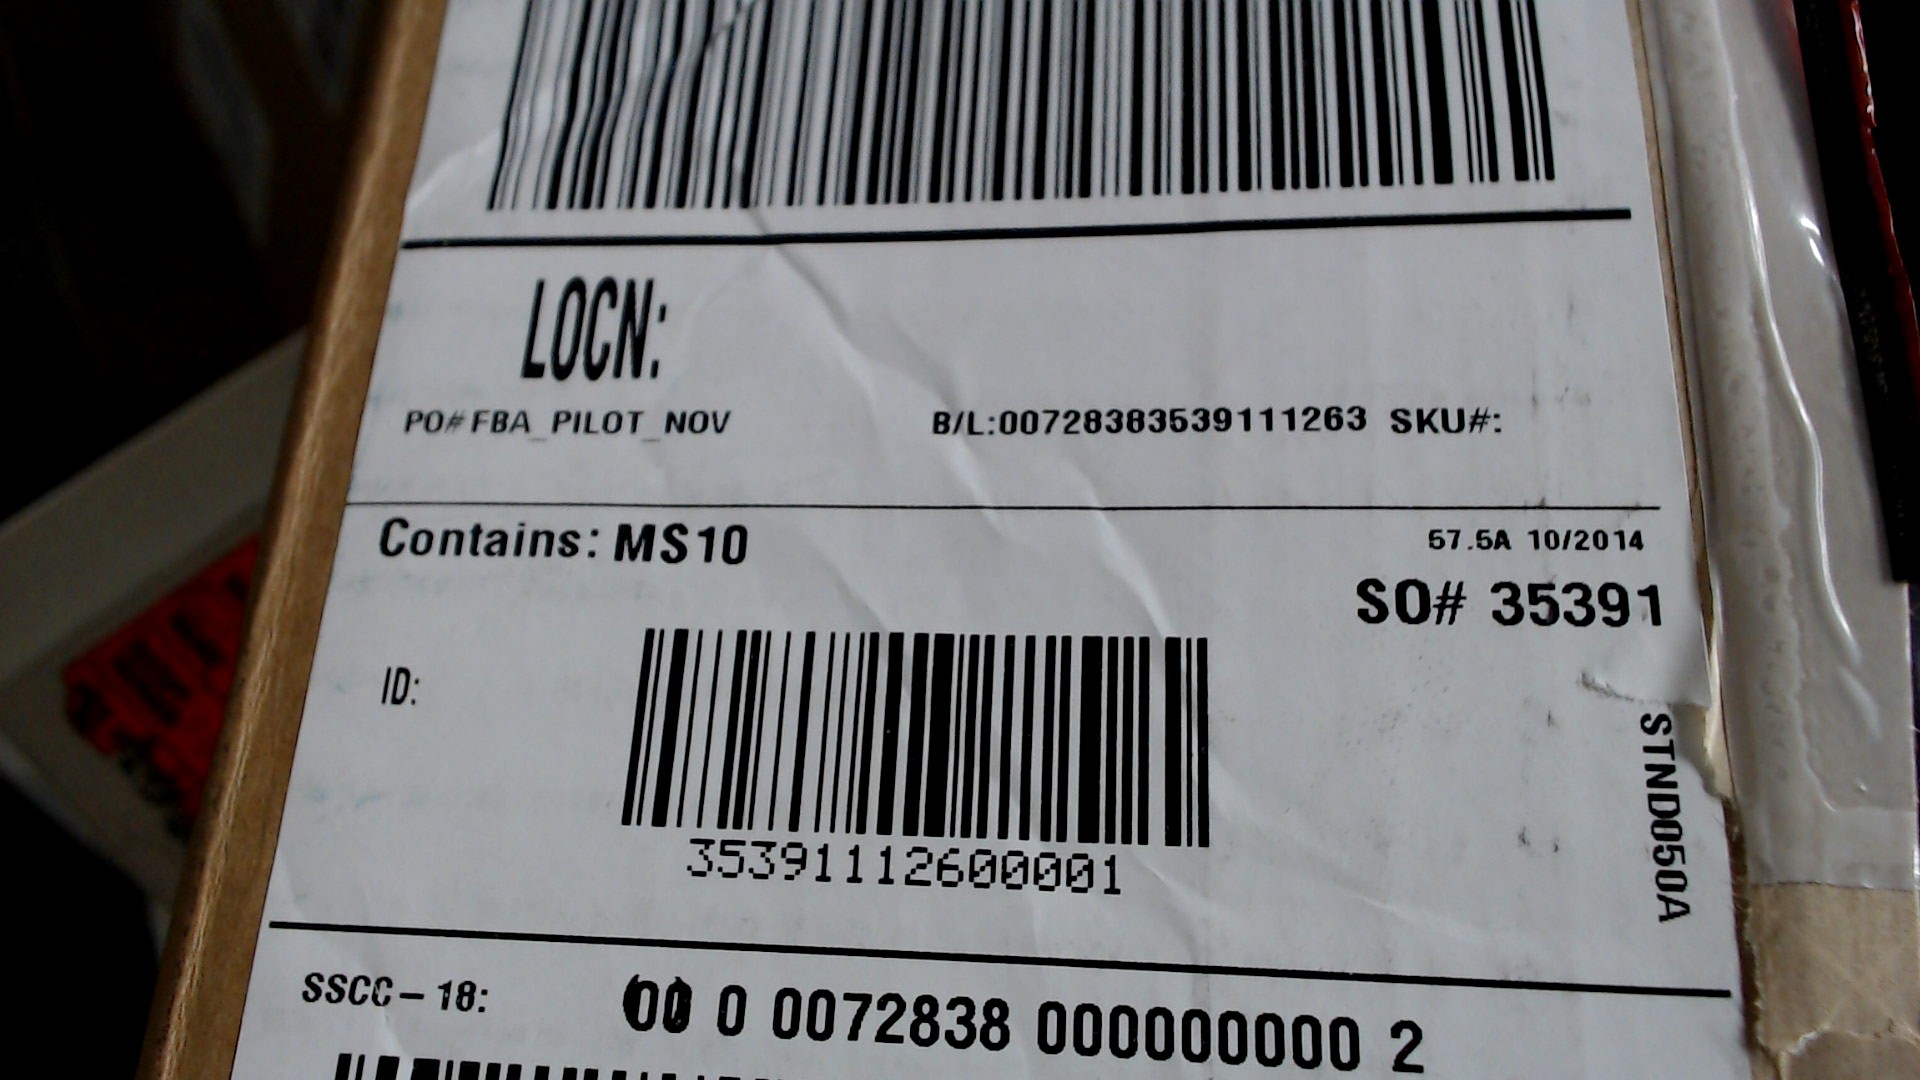 LOCN:
PO# FBA_PILOT_NOV B/L:00728383539111263 SKU#:
Contains: MS10
57.5A 10/2014
SO# 35391
ID:
35391112600001
STND050A
SSCC-18: (00) 0 0072838 000000000 2